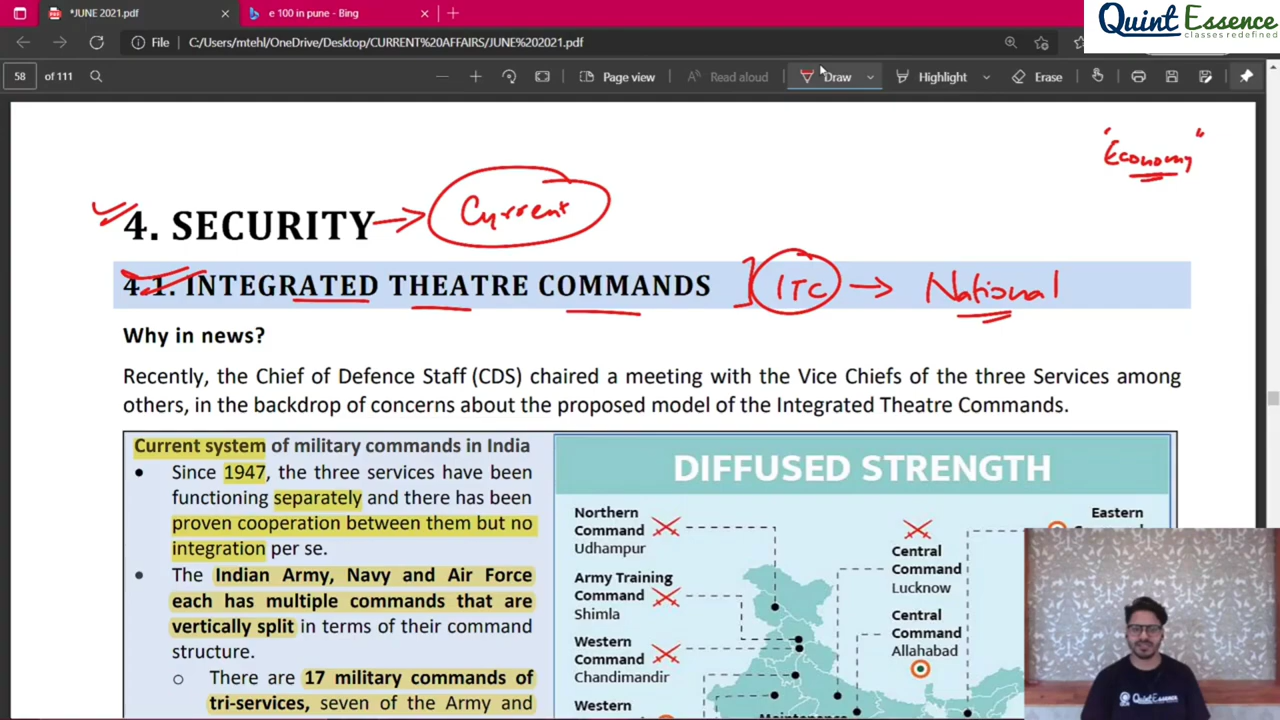 *JUNE 2021.pdf
e 100 in pune - Bing
Quint Essence
classes redefined
File
C:/Users/mtehl/OneDrive/Desktop/CURRENT%20AFFAIRS/JUNE%202021.pdf
58 of 111
Page view
Read aloud
Draw
Highlight
Erase
"Economy"
4. SECURITY → Current
4.1. INTEGRATED THEATRE COMMANDS ITC → National
Why in news?
Recently, the Chief of Defence Staff (CDS) chaired a meeting with the Vice Chiefs of the three Services among
others, in the backdrop of concerns about the proposed model of the Integrated Theatre Commands.
Current system of military commands in India
• Since 1947, the three services have been
functioning separately and there has been
proven cooperation between them but no
integration per se.
• The Indian Army, Navy and Air Force
each has multiple commands that are
vertically split in terms of their command
structure.
o There are 17 military commands of
tri-services, seven of the Army and
DIFFUSED STRENGTH
Northern
Command
Udhampur
Army Training
Command
Shimla
Western
Command
Chandimandir
Western
Central
Command
Lucknow
Central
Command
Allahabad
Eastern
Maintenance
QuintEssence